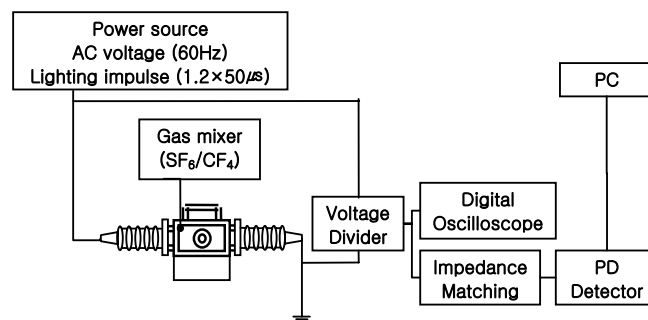 Power source
AC voltage (60Hz)
Lighting impulse (1.2×50㎲)
PC
Gas mixer
(SF₆/CF₄)
Voltage
Divider
Digital
Oscilloscope
Impedance
Matching
PD
Detector